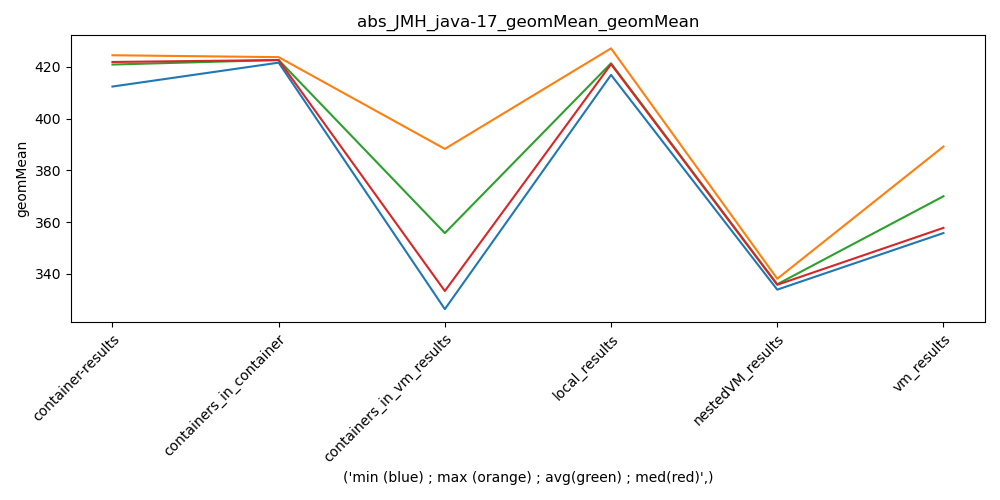 abs_JMH_java-17_geomMean_geomMean
geomMean
420
400
380
360
340
container-results
containers_in_container
containers_in_vm_results
local_results
nestedVM_results
vm_results
('min (blue) ; max (orange) ; avg(green) ; med(red)',)